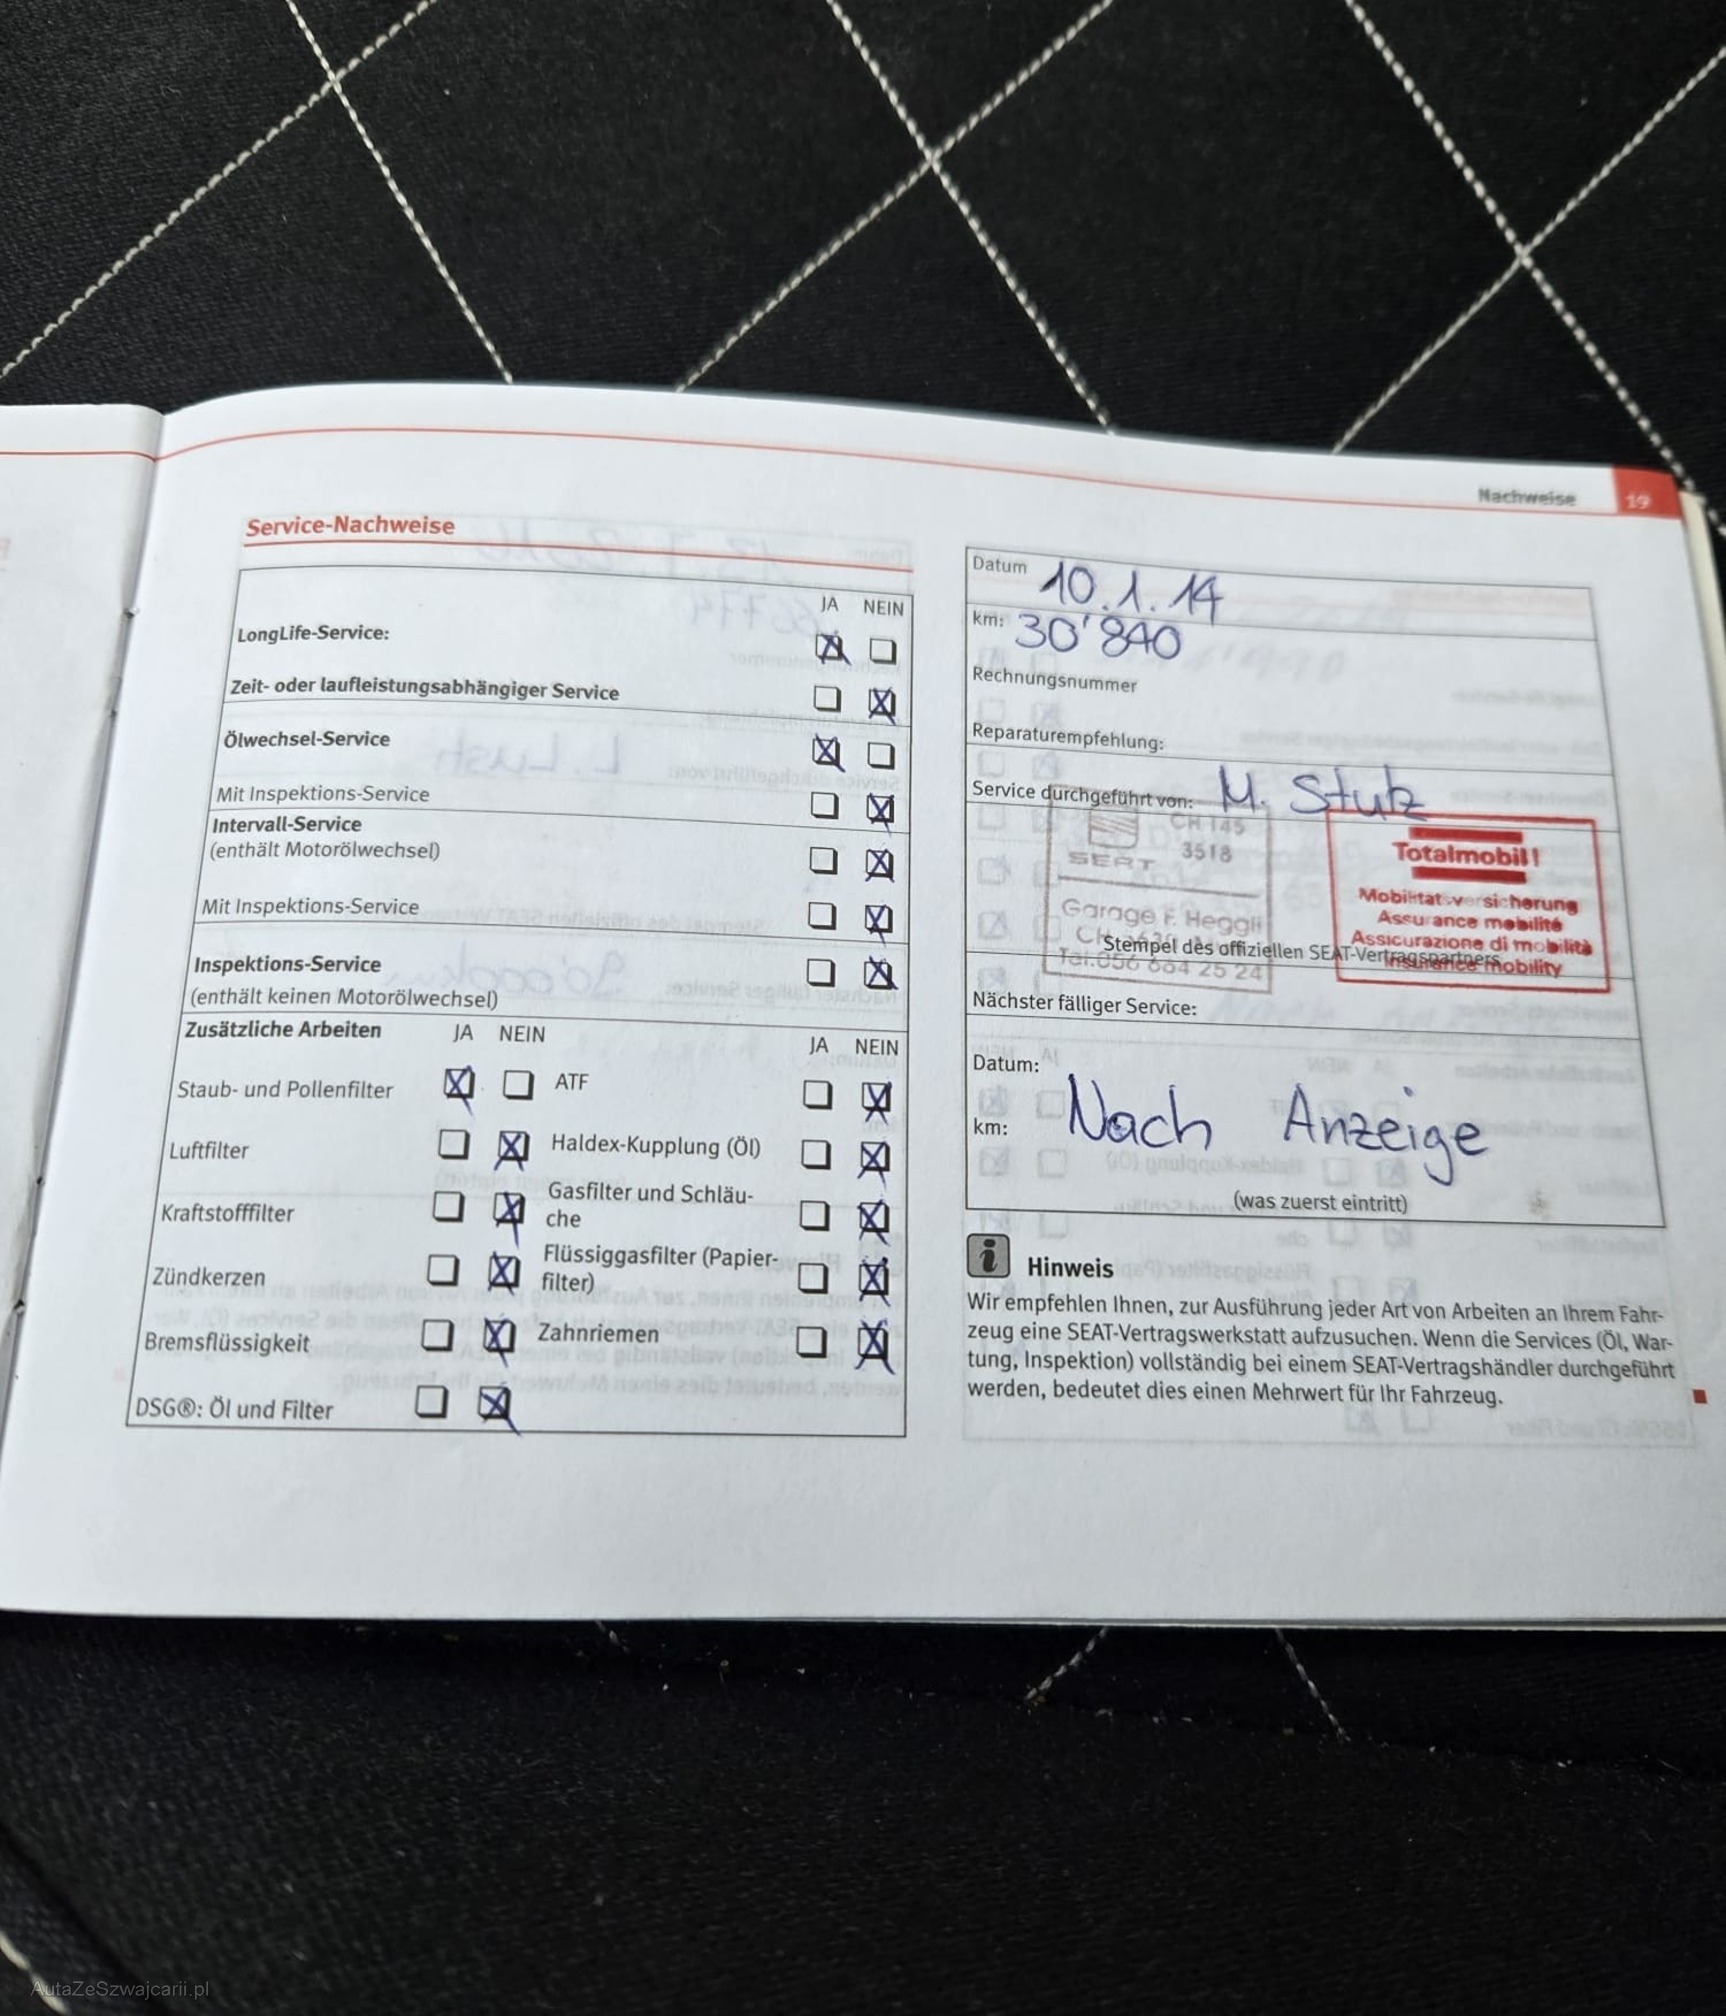 Nachweise 19
Service-Nachweise
JA NEIN
LongLife-Service:
Zeit- oder laufleistungsabhängiger Service
Ölwechsel-Service
Mit Inspektions-Service
Intervall-Service
(enthält Motorölwechsel)
Mit Inspektions-Service
Inspektions-Service
(enthält keinen Motorölwechsel)
Zusätzliche Arbeiten JA NEIN JA NEIN
Staub- und Pollenfilter ATF
Luftfilter Haldex-Kupplung (Öl)
Kraftstofffilter Gasfilter und Schläu-
che
Zündkerzen Flüssiggasfilter (Papier-
filter)
Bremsflüssigkeit Zahnriemen
DSG®: Öl und Filter
Datum 10.1.14
km: 30'840
Rechnungsnummer
Reparaturempfehlung:
Service durchgeführt von: M. Stutz
CH 145
3518
SEAT
Garage F. Heggli
Tel. 056 664 25 24
Totalmobil!
Mobilitatsversicherung
Assurance mobilité
Assicurazione di mobilità
Insurance mobility
Stempel des offiziellen SEAT-Vertragspartners
Nächster fälliger Service:
Datum:
km: Nach Anzeige
(was zuerst eintritt)
i Hinweis
Wir empfehlen Ihnen, zur Ausführung jeder Art von Arbeiten an Ihrem Fahr-
zeug eine SEAT-Vertragswerkstatt aufzusuchen. Wenn die Services (Öl, War-
tung, Inspektion) vollständig bei einem SEAT-Vertragshändler durchgeführt
werden, bedeutet dies einen Mehrwert für Ihr Fahrzeug.
AutaZeSzwajcarii.pl